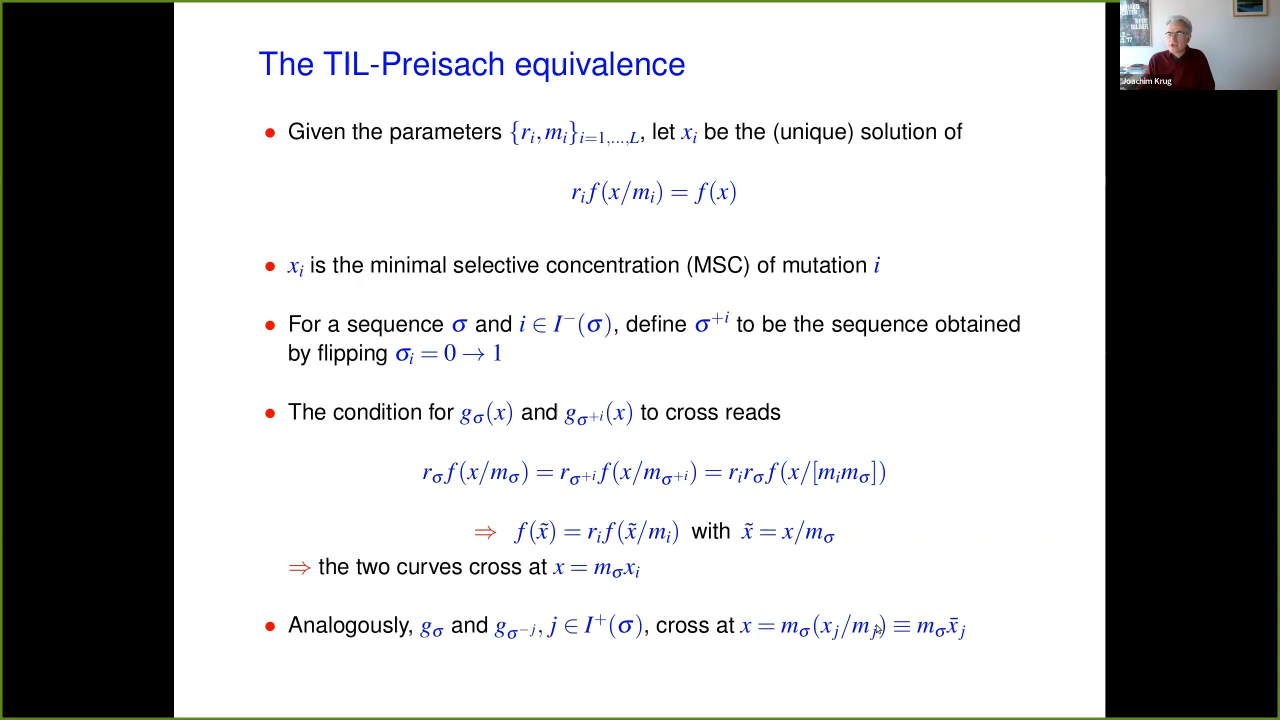 The TIL-Preisach equivalence
• Given the parameters {r_i, m_i}_{i=1,...,L}, let x_i be the (unique) solution of
r_i f(x/m_i) = f(x)
• x_i is the minimal selective concentration (MSC) of mutation i
• For a sequence σ and i ∈ I⁻(σ), define σ⁺ⁱ to be the sequence obtained
by flipping σ_i = 0 → 1
• The condition for g_σ(x) and g_{σ⁺ⁱ}(x) to cross reads
r_σ f(x/m_σ) = r_{σ⁺ⁱ} f(x/m_{σ⁺ⁱ}) = r_i r_σ f(x/[m_i m_σ])
⇒ f(x̃) = r_i f(x̃/m_i) with x̃ = x/m_σ
⇒ the two curves cross at x = m_σ x_i
• Analogously, g_σ and g_{σ⁻ʲ}, j ∈ I⁺(σ), cross at x = m_σ(x_j/m_j) ≡ m_σ x̄_j
Joachim Krug